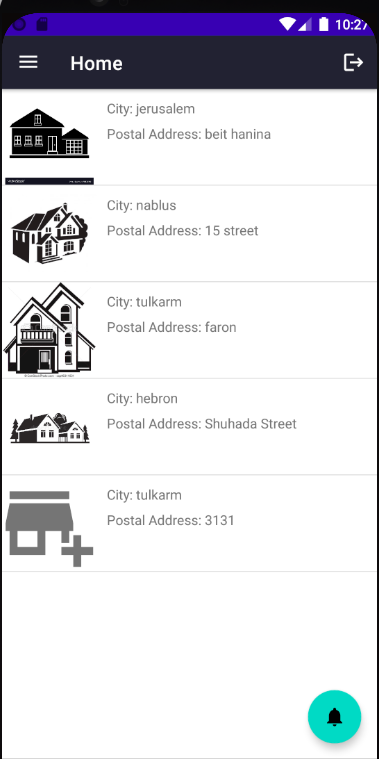 10:27
Home
City: jerusalem
Postal Address: beit hanina
City: nablus
Postal Address: 15 street
City: tulkarm
Postal Address: faron
City: hebron
Postal Address: Shuhada Street
City: tulkarm
Postal Address: 3131